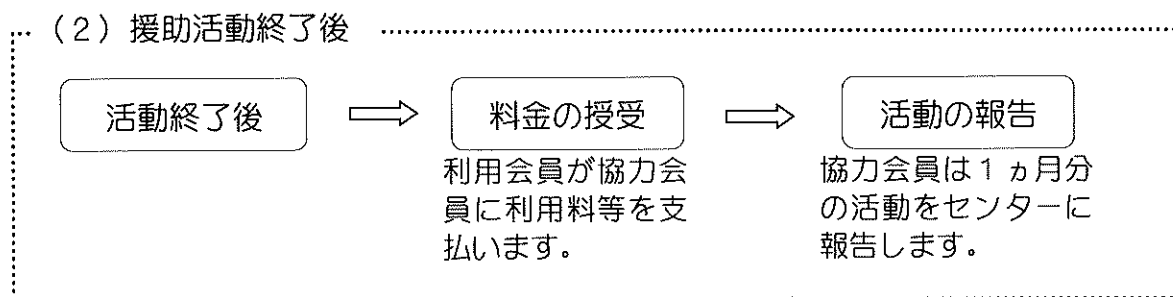 （２）援助活動終了後
活動終了後
料金の授受
活動の報告
利用会員が協力会
員に利用料等を支
払います。
協力会員は１ヵ月分
の活動をセンターに
報告します。